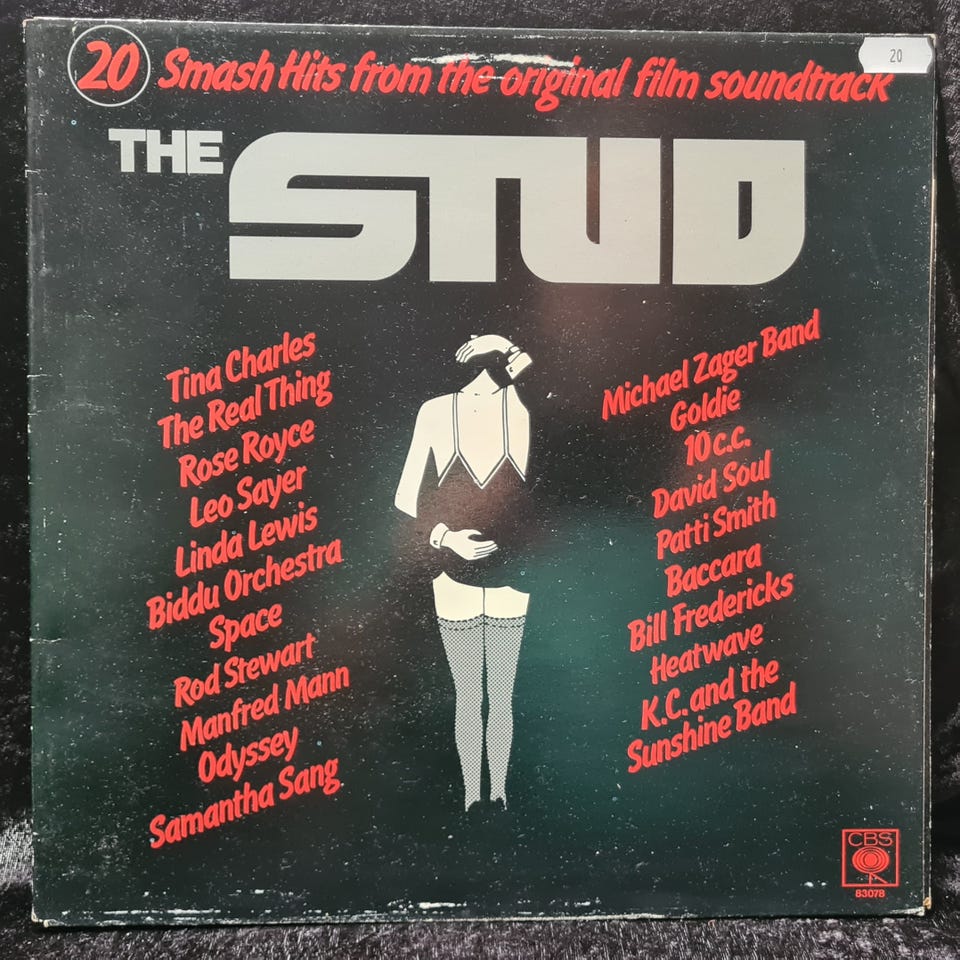 20 Smash Hits from the original film soundtrack
20
THE STUD
Tina Charles
The Real Thing
Rose Royce
Leo Sayer
Linda Lewis
Biddu Orchestra
Space
Rod Stewart
Manfred Mann
Odyssey
Samantha Sang
Michael Zager Band
Goldie
10 c.c.
David Soul
Patti Smith
Baccara
Bill Fredericks
Heatwave
K.C. and the
Sunshine Band
CBS
83078